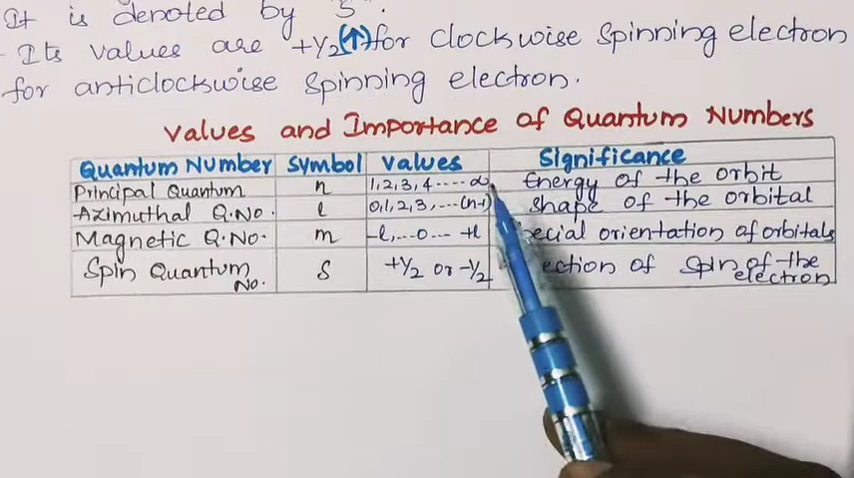 It is denoted by S.
Its values are +1/2(↑) for clockwise spinning electron
for anticlockwise spinning electron.
Values and Importance of Quantum Numbers
Quantum Number Symbol Values Significance
Principal Quantum n 1,2,3,4-----∞ Energy of the orbit
Azimuthal Q.No. l 0,1,2,3,---(n-1) shape of the orbital
Magnetic Q.No. m -l,...0... +l orientation of orbitals
Spin Quantum No. S +1/2 or -1/2 of spin of the electron